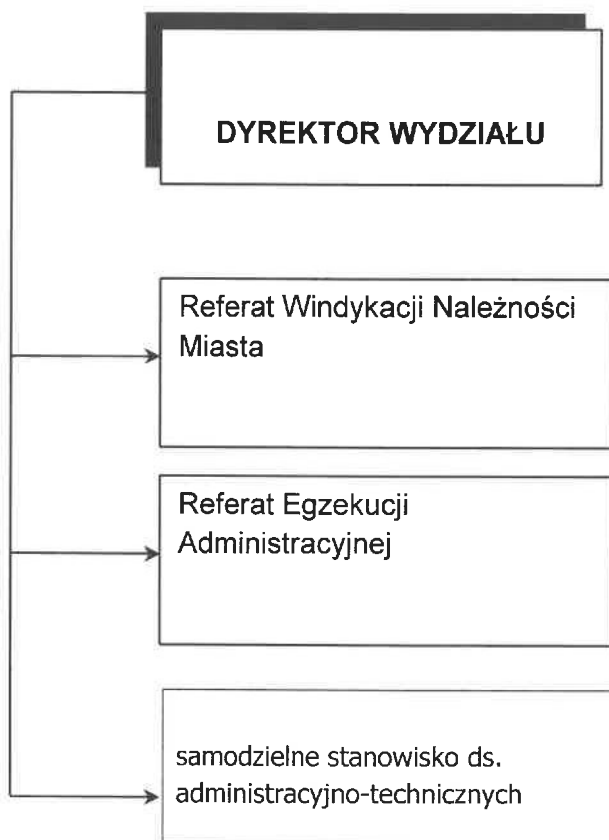 DYREKTOR WYDZIAŁU
Referat Windykacji Należności
Miasta
Referat Egzekucji
Administracyjnej
samodzielne stanowisko ds.
administracyjno-technicznych